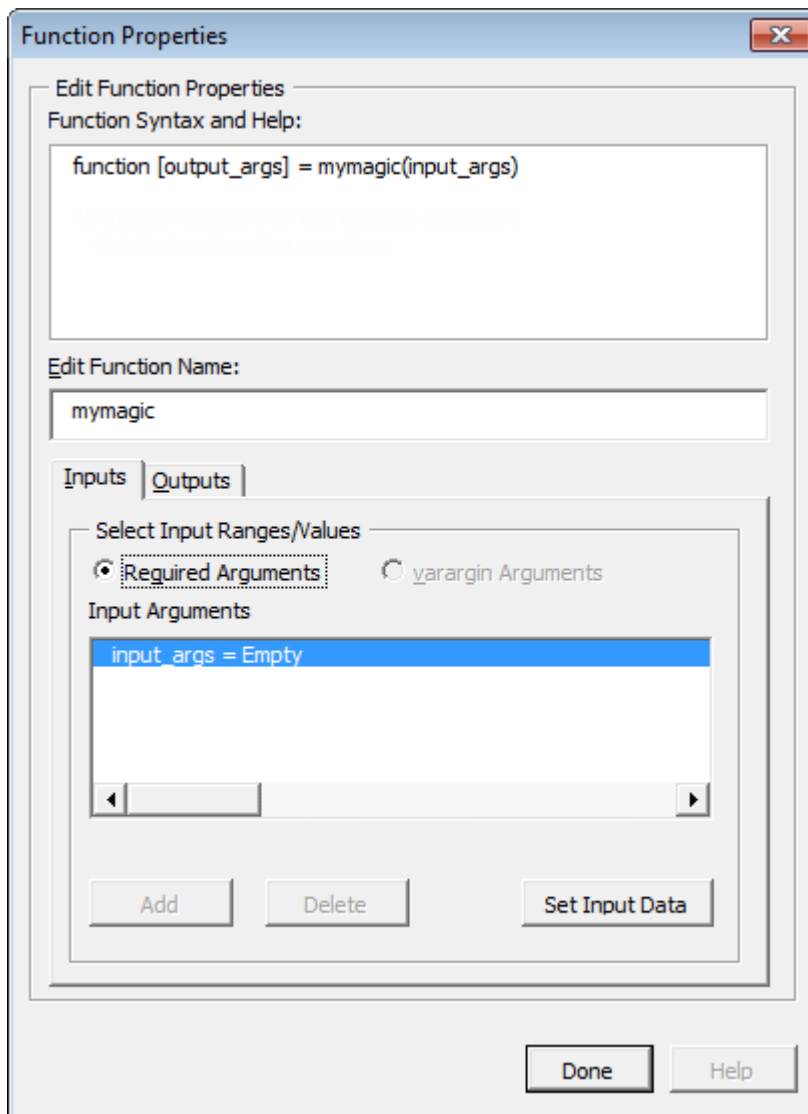 Function Properties
Edit Function Properties
Function Syntax and Help:
function [output_args] = mymagic(input_args)
Edit Function Name:
mymagic
Inputs Outputs
Select Input Ranges/Values
Required Arguments varargin Arguments
Input Arguments
input_args = Empty
Add Delete Set Input Data
Done Help